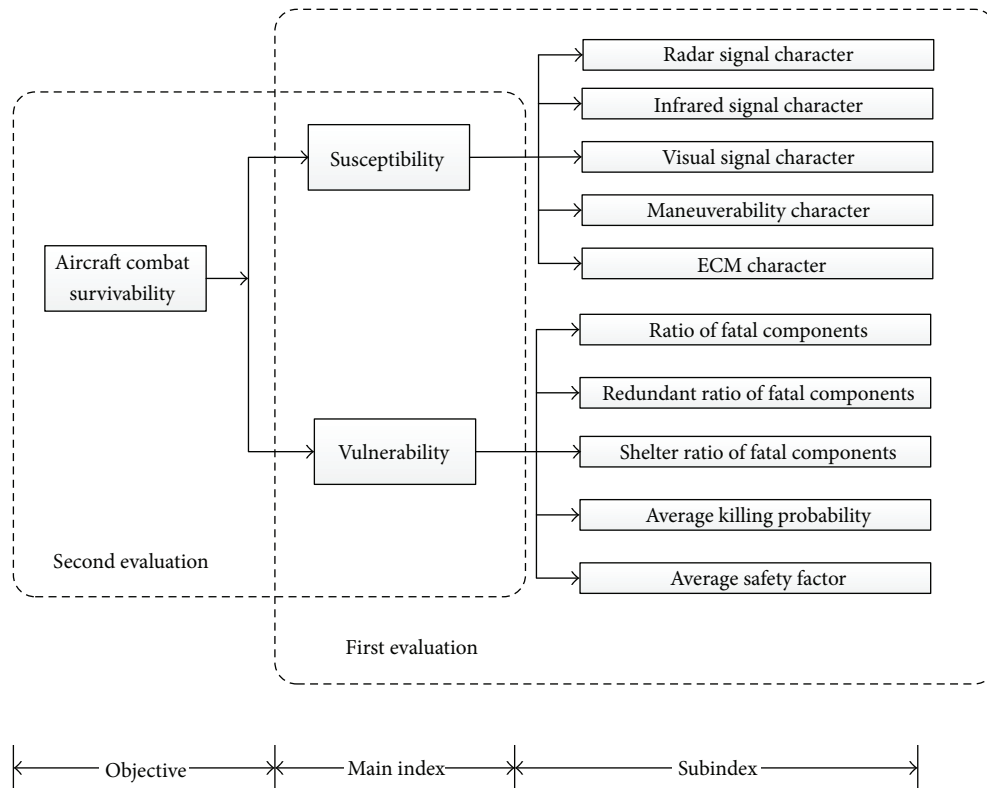 Radar signal character
Infrared signal character
Susceptibility
Visual signal character
Maneuverability character
Aircraft combat
survivability
ECM character
Ratio of fatal components
Redundant ratio of fatal components
Vulnerability
Shelter ratio of fatal components
Average killing probability
Second evaluation
Average safety factor
First evaluation
Objective
Main index
Subindex